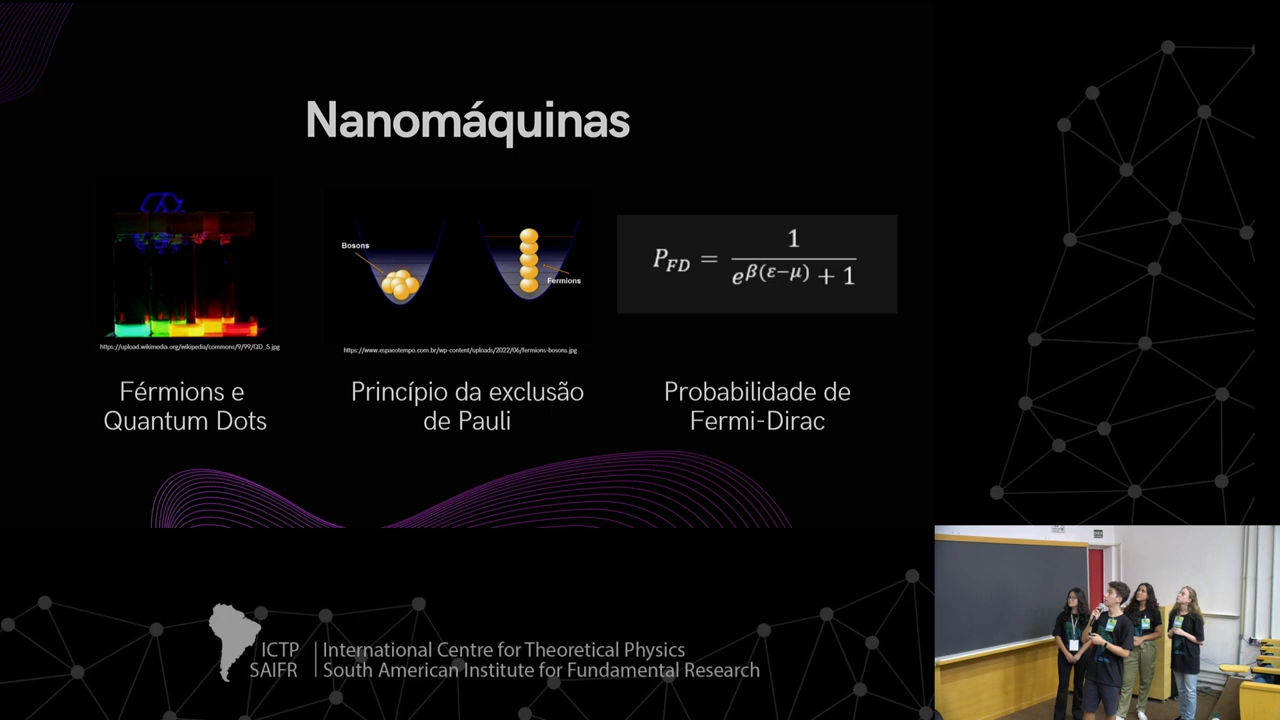 Nanomáquinas
Bosons
Fermions
P_FD = 1 / (e^β(ε−μ) + 1)
https://upload.wikimedia.org/wikipedia/commons/9/99/QD_S.jpg
https://www.espacotempo.com.br/wp-content/uploads/2022/06/fermions-bosons.jpg
Férmions e
Quantum Dots
Princípio da exclusão
de Pauli
Probabilidade de
Fermi-Dirac
ICTP
SAIFR
International Centre for Theoretical Physics
South American Institute for Fundamental Research